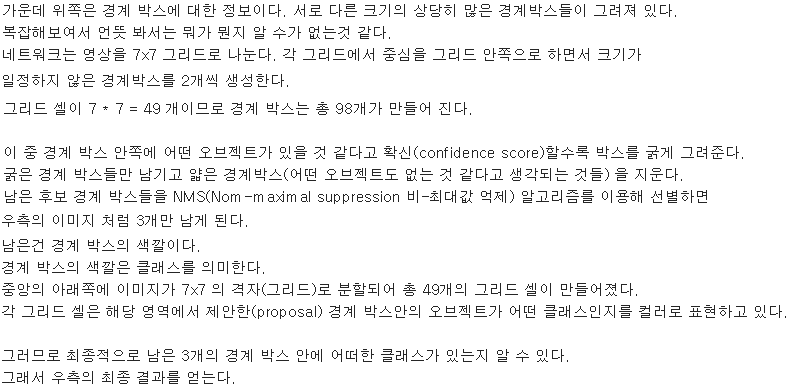 가운데 위쪽은 경계 박스에 대한 정보이다. 서로 다른 크기의 상당히 많은 경계박스들이 그려져 있다.
복잡해보여서 언뜻 봐서는 뭐가 뭔지 알 수가 없는것 같다.
네트워크는 영상을 7x7 그리드로 나눈다. 각 그리드에서 중심을 그리드 안쪽으로 하면서 크기가
일정하지 않은 경계박스를 2개씩 생성한다.
그리드 셀이 7 * 7 = 49 개이므로 경계 박스는 총 98개가 만들어 진다.
이 중 경계 박스 안쪽에 어떤 오브젝트가 있을 것 같다고 확신(confidence score)할수록 박스를 굵게 그려준다.
굵은 경계 박스들만 남기고 얇은 경계박스(어떤 오브젝트도 없는 것 같다고 생각되는 것들) 을 지운다.
남은 후보 경계 박스들을 NMS(Nom-maximal suppression 비-최대값 억제) 알고리즘를 이용해 선별하면
우측의 이미지 처럼 3개만 남게 된다.
남은건 경계 박스의 색깔이다.
경계 박스의 색깔은 클래스를 의미한다.
중앙의 아래쪽에 이미지가 7x7 의 격자(그리드)로 분할되어 총 49개의 그리드 셀이 만들어졌다.
각 그리드 셀은 해당 영역에서 제안한(proposal) 경계 박스안의 오브젝트가 어떤 클래스인지를 컬러로 표현하고 있다.
그러므로 최종적으로 남은 3개의 경계 박스 안에 어떠한 클래스가 있는지 알 수 있다.
그래서 우측의 최종 결과를 얻는다.